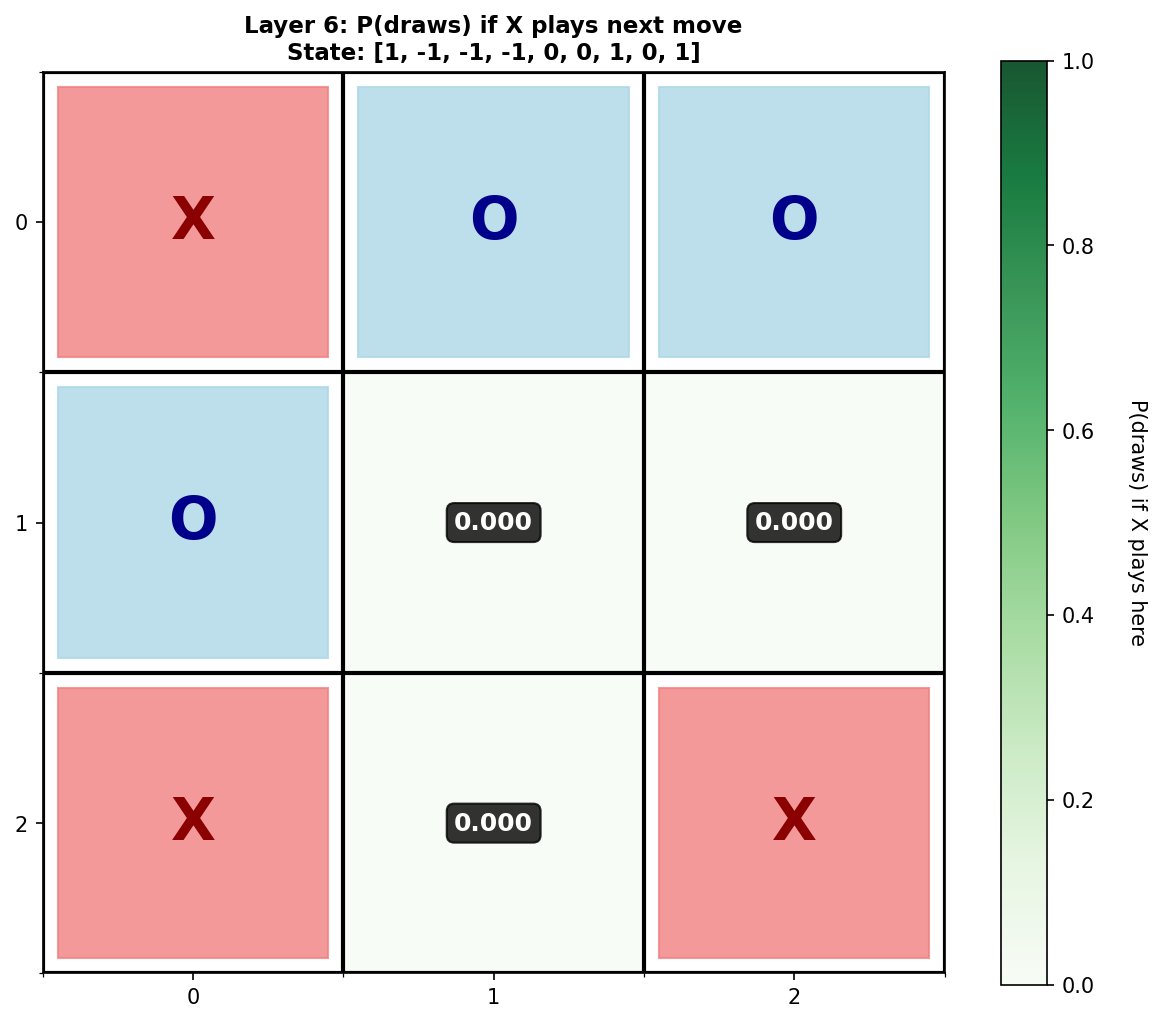 Layer 6: P(draws) if X plays next move
State: [1, -1, -1, -1, 0, 0, 1, 0, 1]
X
O
O
O
0.000
0.000
X
0.000
X
0
1
2
0
1
2
1.0
0.8
0.6
0.4
0.2
0.0
P(draws) if X plays here